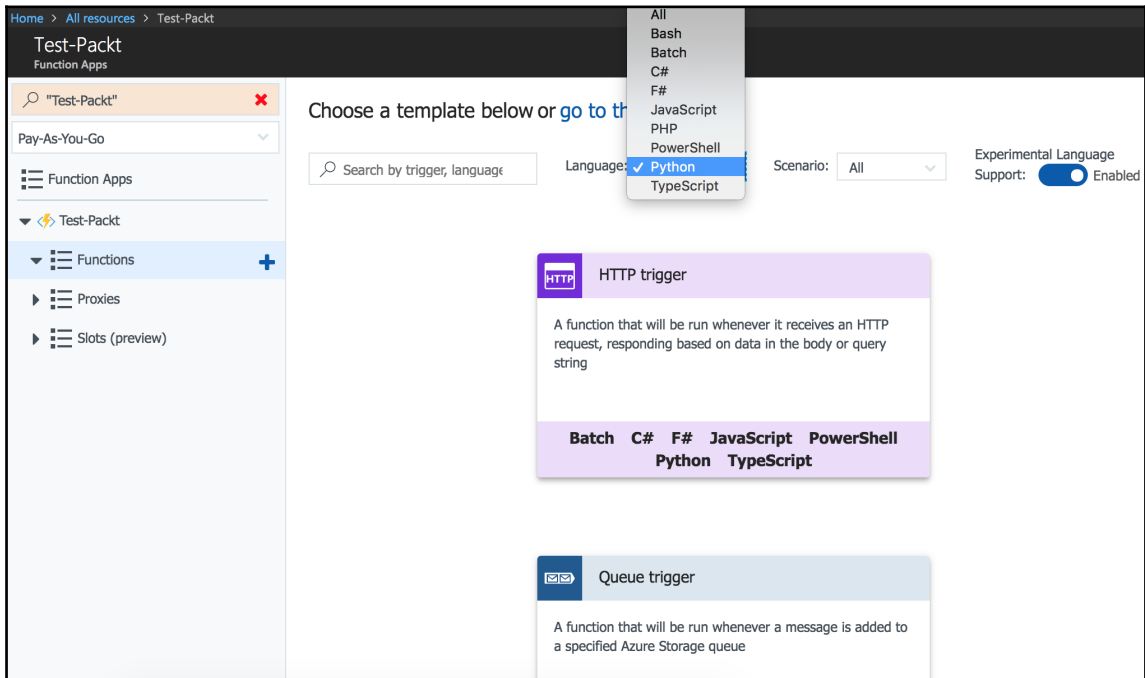 Home > All resources > Test-Packt
Test-Packt
Function Apps
"Test-Packt"
Pay-As-You-Go
Function Apps
Test-Packt
Functions
Proxies
Slots (preview)
Choose a template below or go to th
Search by trigger, language
Language:
All
Bash
Batch
C#
F#
JavaScript
PHP
PowerShell
Python
TypeScript
Scenario:
All
Experimental Language
Support:
Enabled
HTTP
HTTP trigger
A function that will be run whenever it receives an HTTP
request, responding based on data in the body or query
string
Batch C# F# JavaScript PowerShell
Python TypeScript
Queue trigger
A function that will be run whenever a message is added to
a specified Azure Storage queue